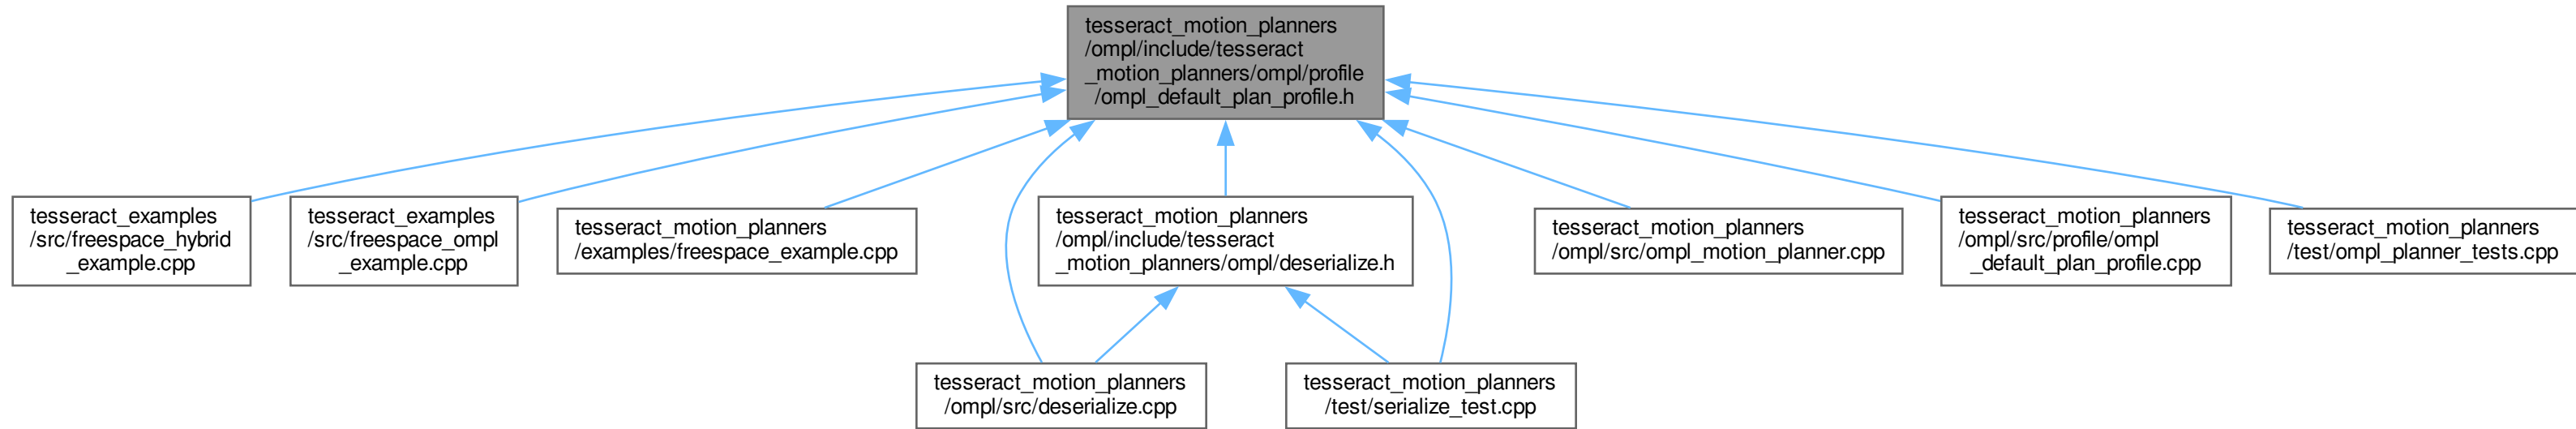 tesseract_motion_planners
/ompl/include/tesseract
_motion_planners/ompl/profile
/ompl_default_plan_profile.h
tesseract_examples
/src/freespace_hybrid
_example.cpp
tesseract_examples
/src/freespace_ompl
_example.cpp
tesseract_motion_planners
/examples/freespace_example.cpp
tesseract_motion_planners
/ompl/include/tesseract
_motion_planners/ompl/deserialize.h
tesseract_motion_planners
/ompl/src/ompl_motion_planner.cpp
tesseract_motion_planners
/ompl/src/profile/ompl
_default_plan_profile.cpp
tesseract_motion_planners
/test/ompl_planner_tests.cpp
tesseract_motion_planners
/ompl/src/deserialize.cpp
tesseract_motion_planners
/test/serialize_test.cpp